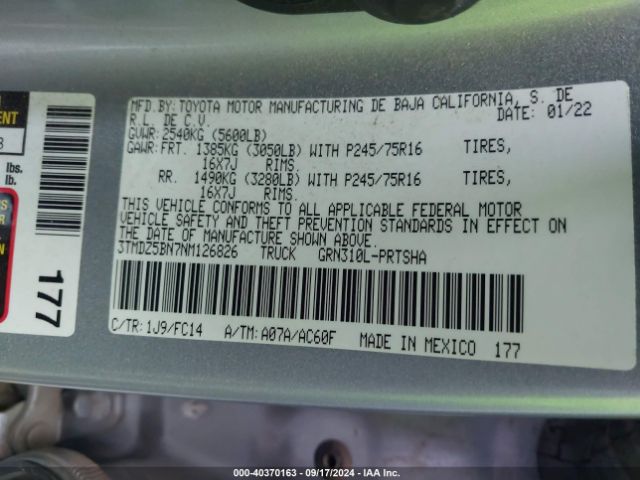 MFD.BY:TOYOTA MOTOR MANUFACTURING DE BAJA CALIFORNIA, S. DE
R.L. DE C.V. DATE: 01/22
GVWR: 2540KG (5600LB)
GAWR: FRT. 1385KG (3050LB) WITH P245/75R16 TIRES,
16X7J RIMS.
RR. 1490KG (3280LB) WITH P245/75R16 TIRES,
16X7J RIMS.
THIS VEHICLE CONFORMS TO ALL APPLICABLE FEDERAL MOTOR
VEHICLE SAFETY AND THEFT PREVENTION STANDARDS IN EFFECT ON
THE DATE OF MANUFACTURE SHOWN ABOVE.
3TMDZ5BN7NM126826 TRUCK GRN310L-PRTSHA
C/TR: 1J9/FC14 A/TM: A07A/AC60F MADE IN MEXICO 177
lbs.
lb.
177
000-40370163 - 09/17/2024 - IAA Inc.